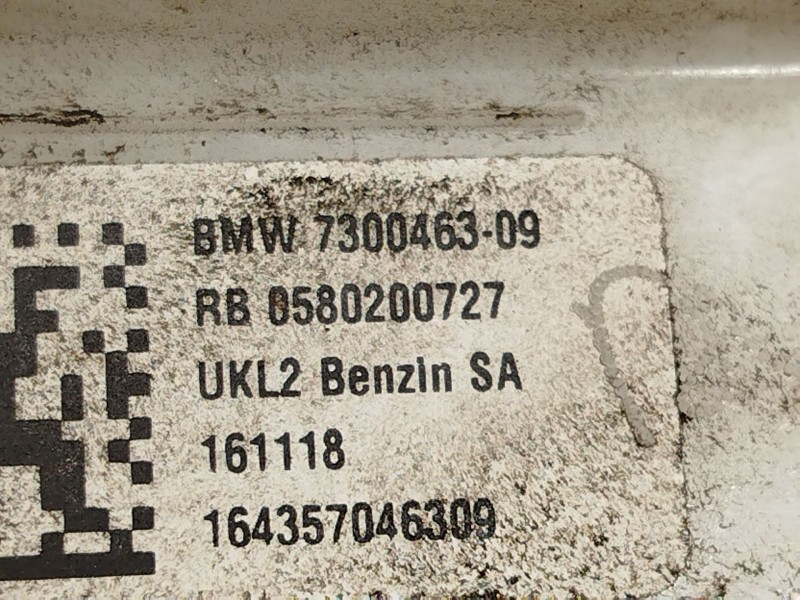 BMW 7300463-09
RB 0580200727
UKL2 Benzin SA
161118
164357046309